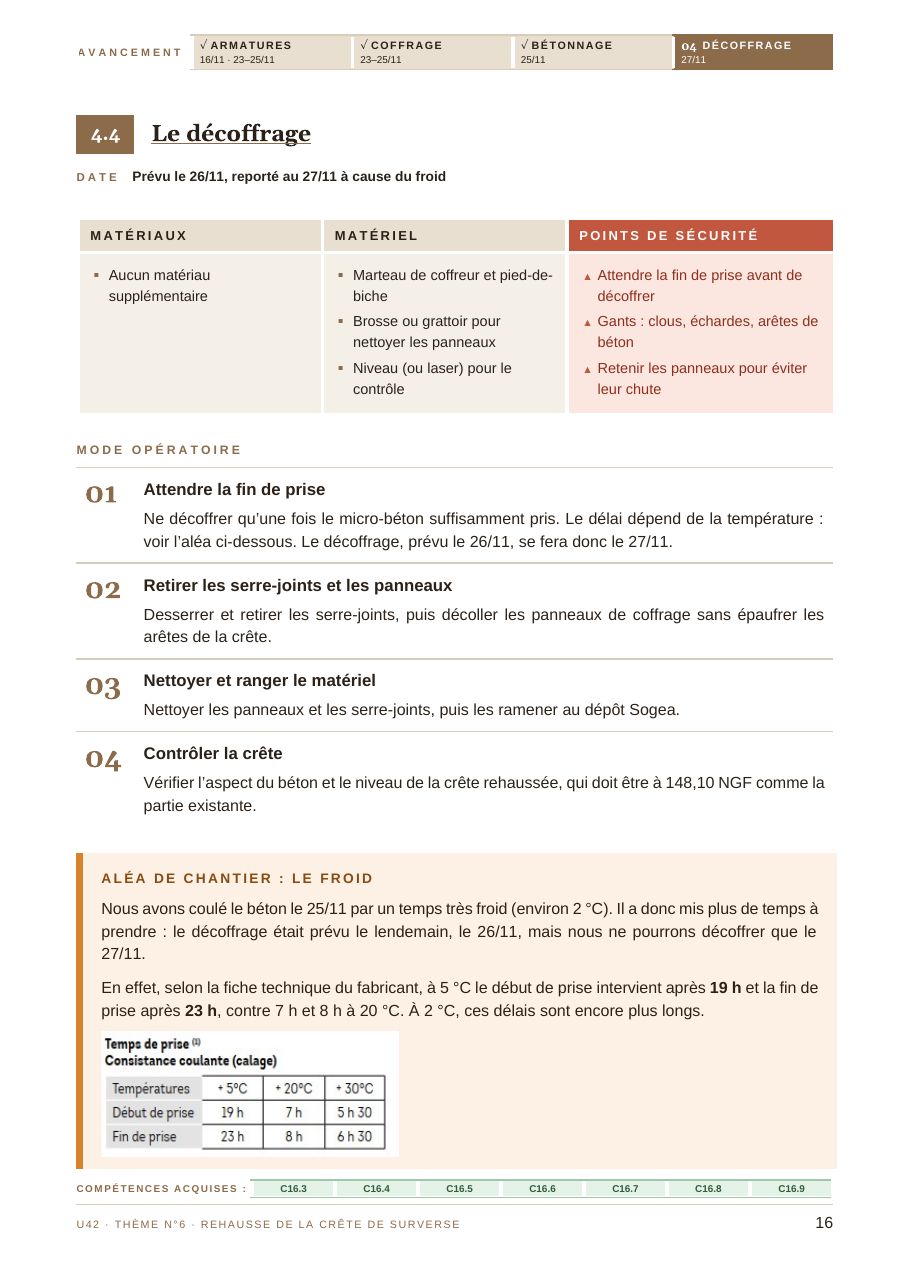 AVANCEMENT
√ ARMATURES
16/11 · 23–25/11
√ COFFRAGE
23–25/11
√ BÉTONNAGE
25/11
04 DÉCOFFRAGE
27/11
4.4 Le décoffrage
DATE Prévu le 26/11, reporté au 27/11 à cause du froid
MATÉRIAUX
▪ Aucun matériau
supplémentaire
MATÉRIEL
▪ Marteau de coffreur et pied-de-
biche
▪ Brosse ou grattoir pour
nettoyer les panneaux
▪ Niveau (ou laser) pour le
contrôle
POINTS DE SÉCURITÉ
▲ Attendre la fin de prise avant de
décoffrer
▲ Gants : clous, échardes, arêtes de
béton
▲ Retenir les panneaux pour éviter
leur chute
MODE OPÉRATOIRE
01 Attendre la fin de prise
Ne décoffrer qu’une fois le micro-béton suffisamment pris. Le délai dépend de la température :
voir l’aléa ci-dessous. Le décoffrage, prévu le 26/11, se fera donc le 27/11.
02 Retirer les serre-joints et les panneaux
Desserrer et retirer les serre-joints, puis décoller les panneaux de coffrage sans épaufrer les
arêtes de la crête.
03 Nettoyer et ranger le matériel
Nettoyer les panneaux et les serre-joints, puis les ramener au dépôt Sogea.
04 Contrôler la crête
Vérifier l’aspect du béton et le niveau de la crête rehaussée, qui doit être à 148,10 NGF comme la
partie existante.
ALÉA DE CHANTIER : LE FROID
Nous avons coulé le béton le 25/11 par un temps très froid (environ 2 °C). Il a donc mis plus de temps à
prendre : le décoffrage était prévu le lendemain, le 26/11, mais nous ne pourrons décoffrer que le
27/11.
En effet, selon la fiche technique du fabricant, à 5 °C le début de prise intervient après 19 h et la fin de
prise après 23 h, contre 7 h et 8 h à 20 °C. À 2 °C, ces délais sont encore plus longs.
Temps de prise (1)
Consistance coulante (calage)
Températures + 5°C + 20°C + 30°C
Début de prise 19 h 7 h 5 h 30
Fin de prise 23 h 8 h 6 h 30
COMPÉTENCES ACQUISES : C16.3 C16.4 C16.5 C16.6 C16.7 C16.8 C16.9
U42 · THÈME N°6 · REHAUSSE DE LA CRÊTE DE SURVERSE 16